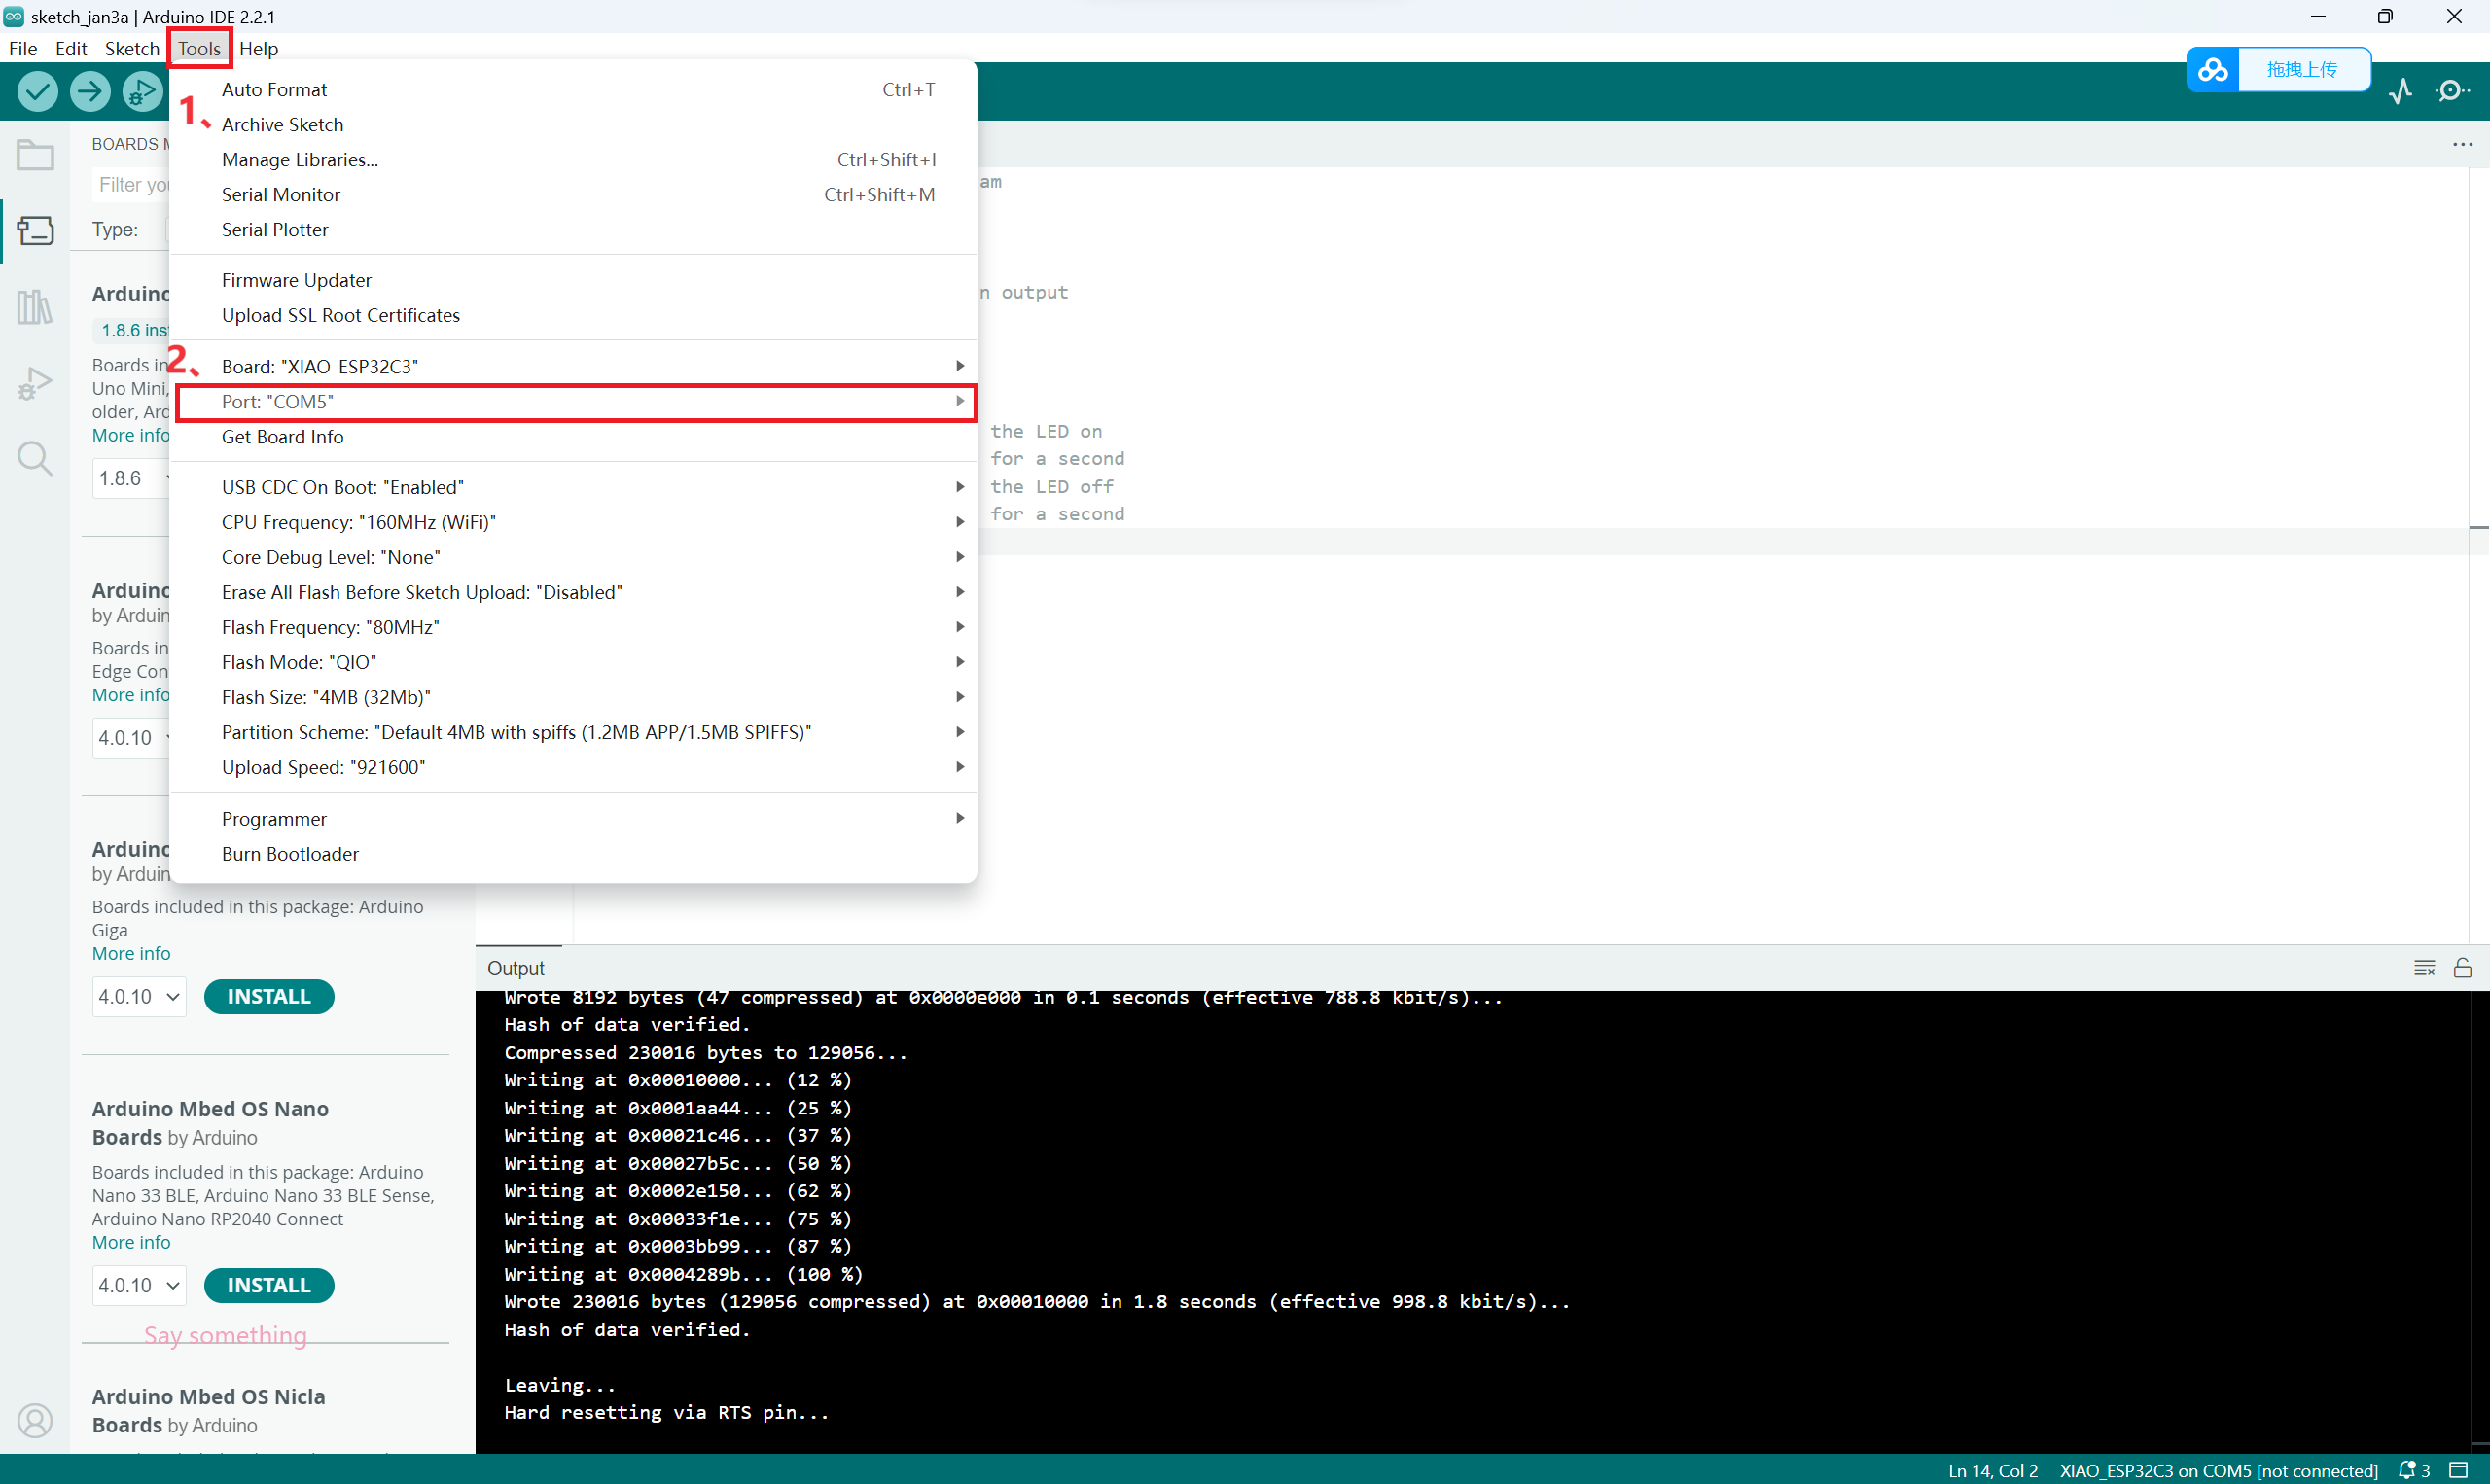 sketch_jan3a | Arduino IDE 2.2.1
File Edit Sketch Tools Help
拖拽上传
1、
Auto Format Ctrl+T
Archive Sketch
Manage Libraries... Ctrl+Shift+I
Serial Monitor Ctrl+Shift+M
Serial Plotter
Firmware Updater
Upload SSL Root Certificates
2、
Board: "XIAO_ESP32C3"
Port: "COM5"
Get Board Info
USB CDC On Boot: "Enabled"
CPU Frequency: "160MHz (WiFi)"
Core Debug Level: "None"
Erase All Flash Before Sketch Upload: "Disabled"
Flash Frequency: "80MHz"
Flash Mode: "QIO"
Flash Size: "4MB (32Mb)"
Partition Scheme: "Default 4MB with spiffs (1.2MB APP/1.5MB SPIFFS)"
Upload Speed: "921600"
Programmer
Burn Bootloader
BOARDS
Filter
Type:
1.8.6
Boards
Uno Mini,
older,
More info
1.8.6
by
Boards
Edge
More info
4.0.10
by
Boards included in this package: Arduino
Giga
More info
4.0.10 INSTALL
Arduino Mbed OS Nano
Boards by Arduino
Boards included in this package: Arduino
Nano 33 BLE, Arduino Nano 33 BLE Sense,
Arduino Nano RP2040 Connect
More info
4.0.10 INSTALL
Say something
Arduino Mbed OS Nicla
Boards by Arduino
output
the LED on
for a second
the LED off
for a second
Output
Wrote 8192 bytes (47 compressed) at 0x0000e000 in 0.1 seconds (effective 788.8 kbit/s)...
Hash of data verified.
Compressed 230016 bytes to 129056...
Writing at 0x00010000... (12 %)
Writing at 0x0001aa44... (25 %)
Writing at 0x00021c46... (37 %)
Writing at 0x00027b5c... (50 %)
Writing at 0x0002e150... (62 %)
Writing at 0x00033f1e... (75 %)
Writing at 0x0003bb99... (87 %)
Writing at 0x0004289b... (100 %)
Wrote 230016 bytes (129056 compressed) at 0x00010000 in 1.8 seconds (effective 998.8 kbit/s)...
Hash of data verified.
Leaving...
Hard resetting via RTS pin...
Ln 14, Col 2 XIAO_ESP32C3 on COM5 [not connected] 3